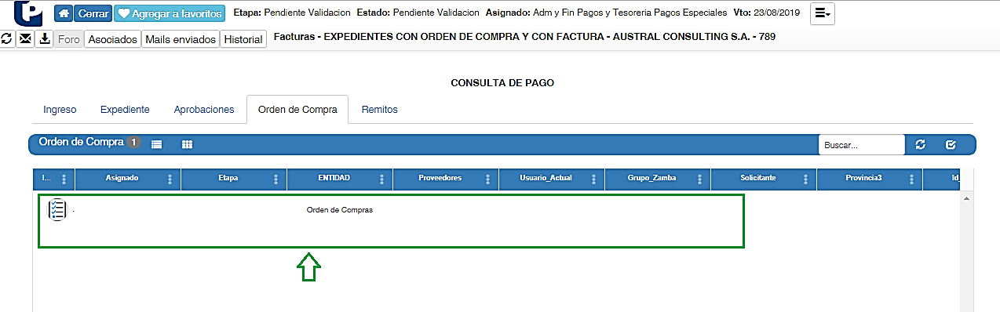 Cerrar Agregar a favoritos Etapa: Pendiente Validacion Estado: Pendiente Validacion Asignado: Adm y Fin Pagos y Tesoreria Pagos Especiales Vto: 23/08/2019
Foro Asociados Mails enviados Historial Facturas - EXPEDIENTES CON ORDEN DE COMPRA Y CON FACTURA - AUSTRAL CONSULTING S.A. - 789
CONSULTA DE PAGO
Ingreso Expediente Aprobaciones Orden de Compra Remitos
Orden de Compra 1 Buscar...
I... Asignado Etapa ENTIDAD Proveedores Usuario_Actual Grupo_Zamba Solicitante Provincia3 Id_
. Orden de Compras